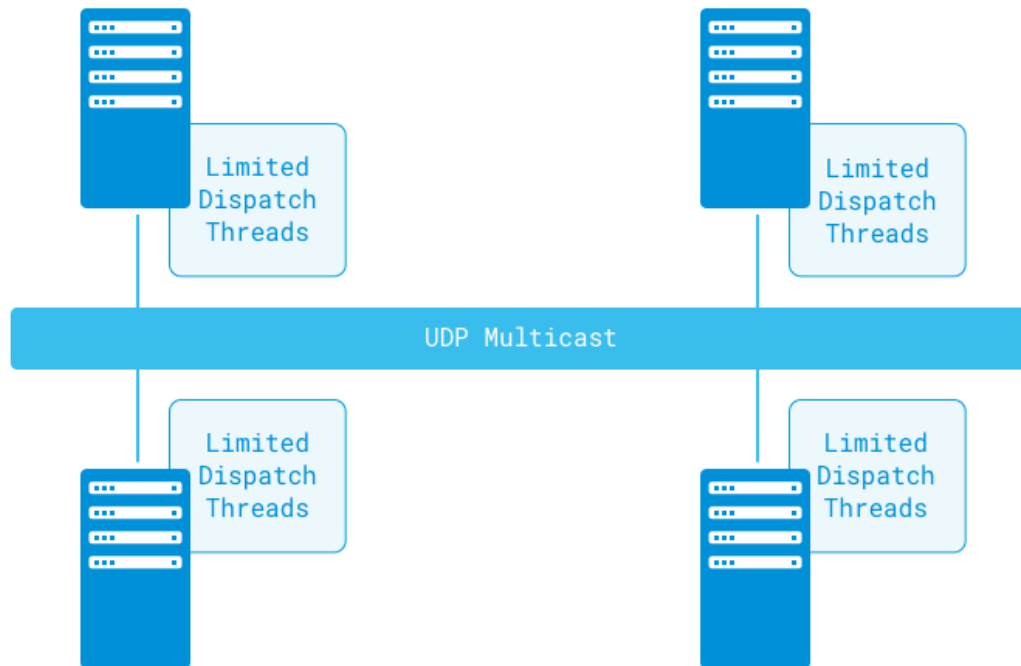 Limited
Dispatch
Threads
Limited
Dispatch
Threads
UDP Multicast
Limited
Dispatch
Threads
Limited
Dispatch
Threads